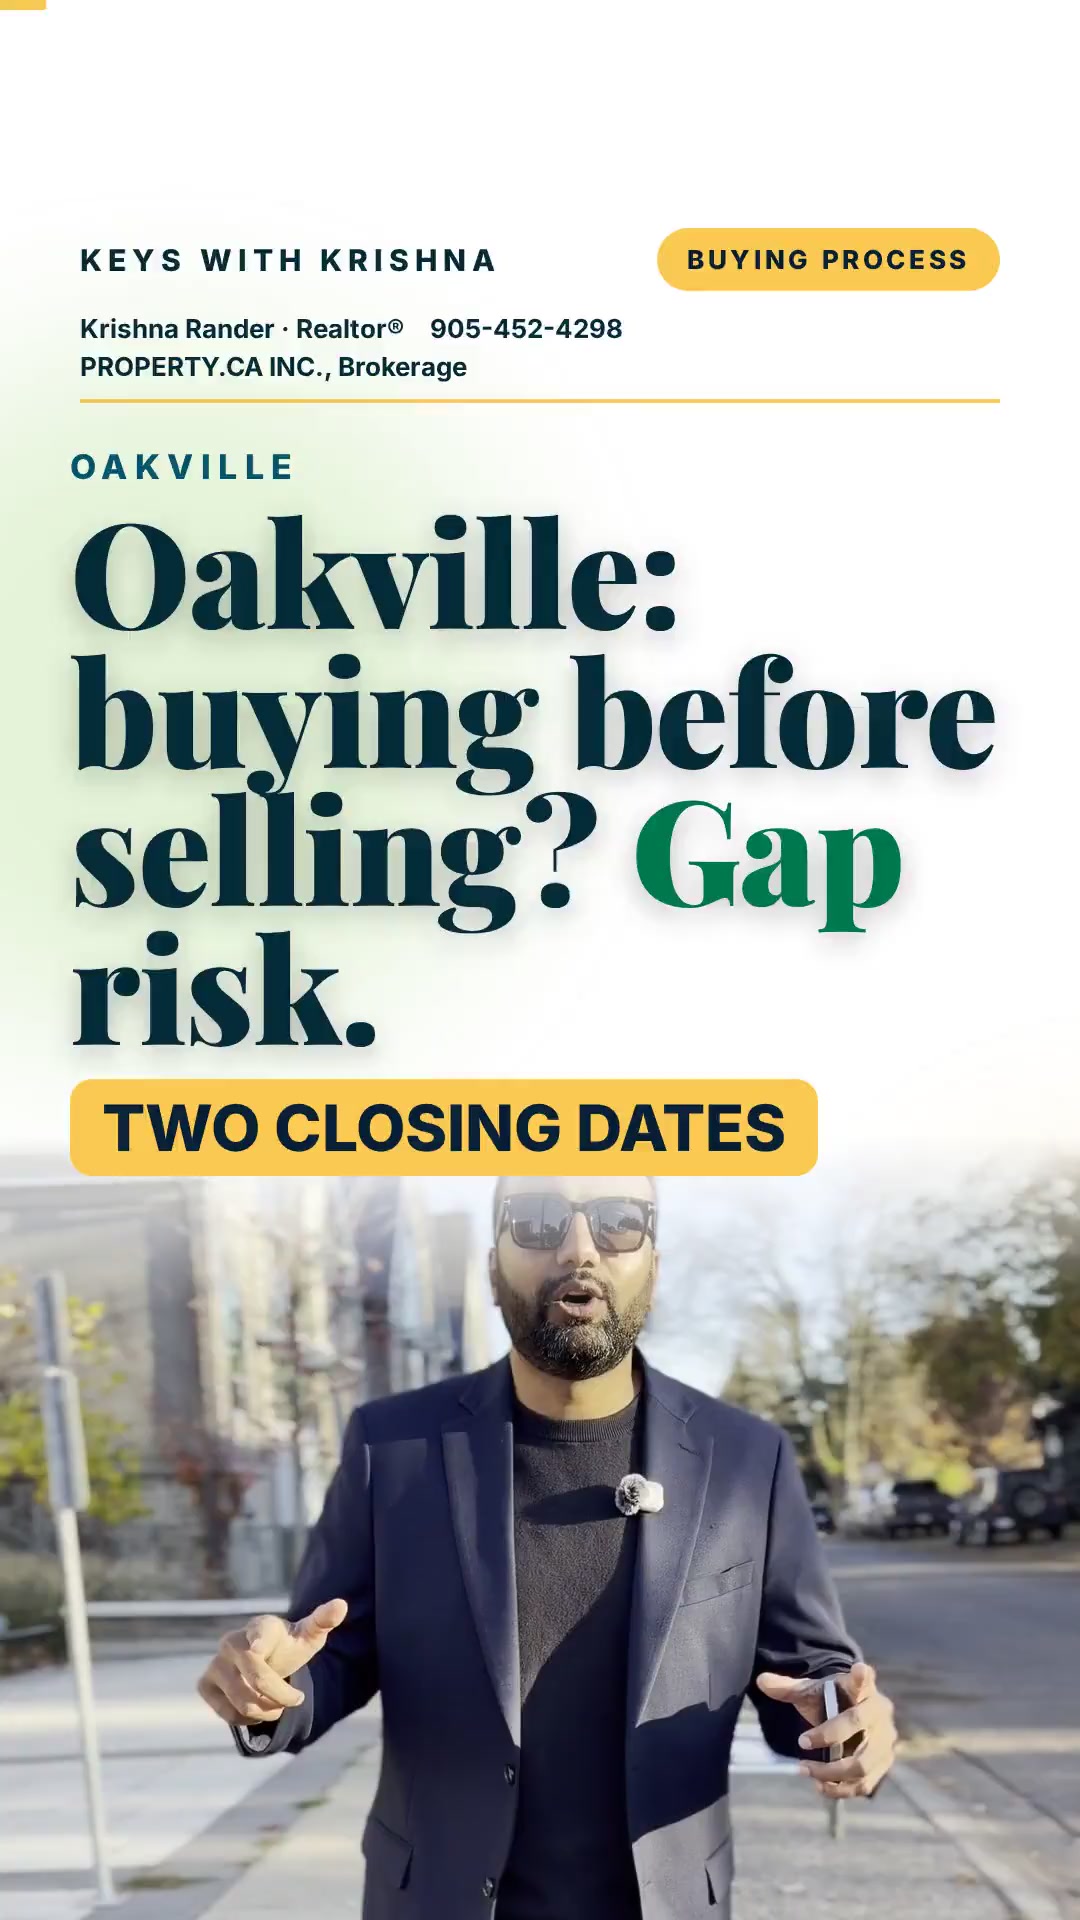 KEYS WITH KRISHNA
BUYING PROCESS
Krishna Rander · Realtor® 905-452-4298
PROPERTY.CA INC., Brokerage
OAKVILLE
Oakville:
buying before
selling? Gap
risk.
TWO CLOSING DATES